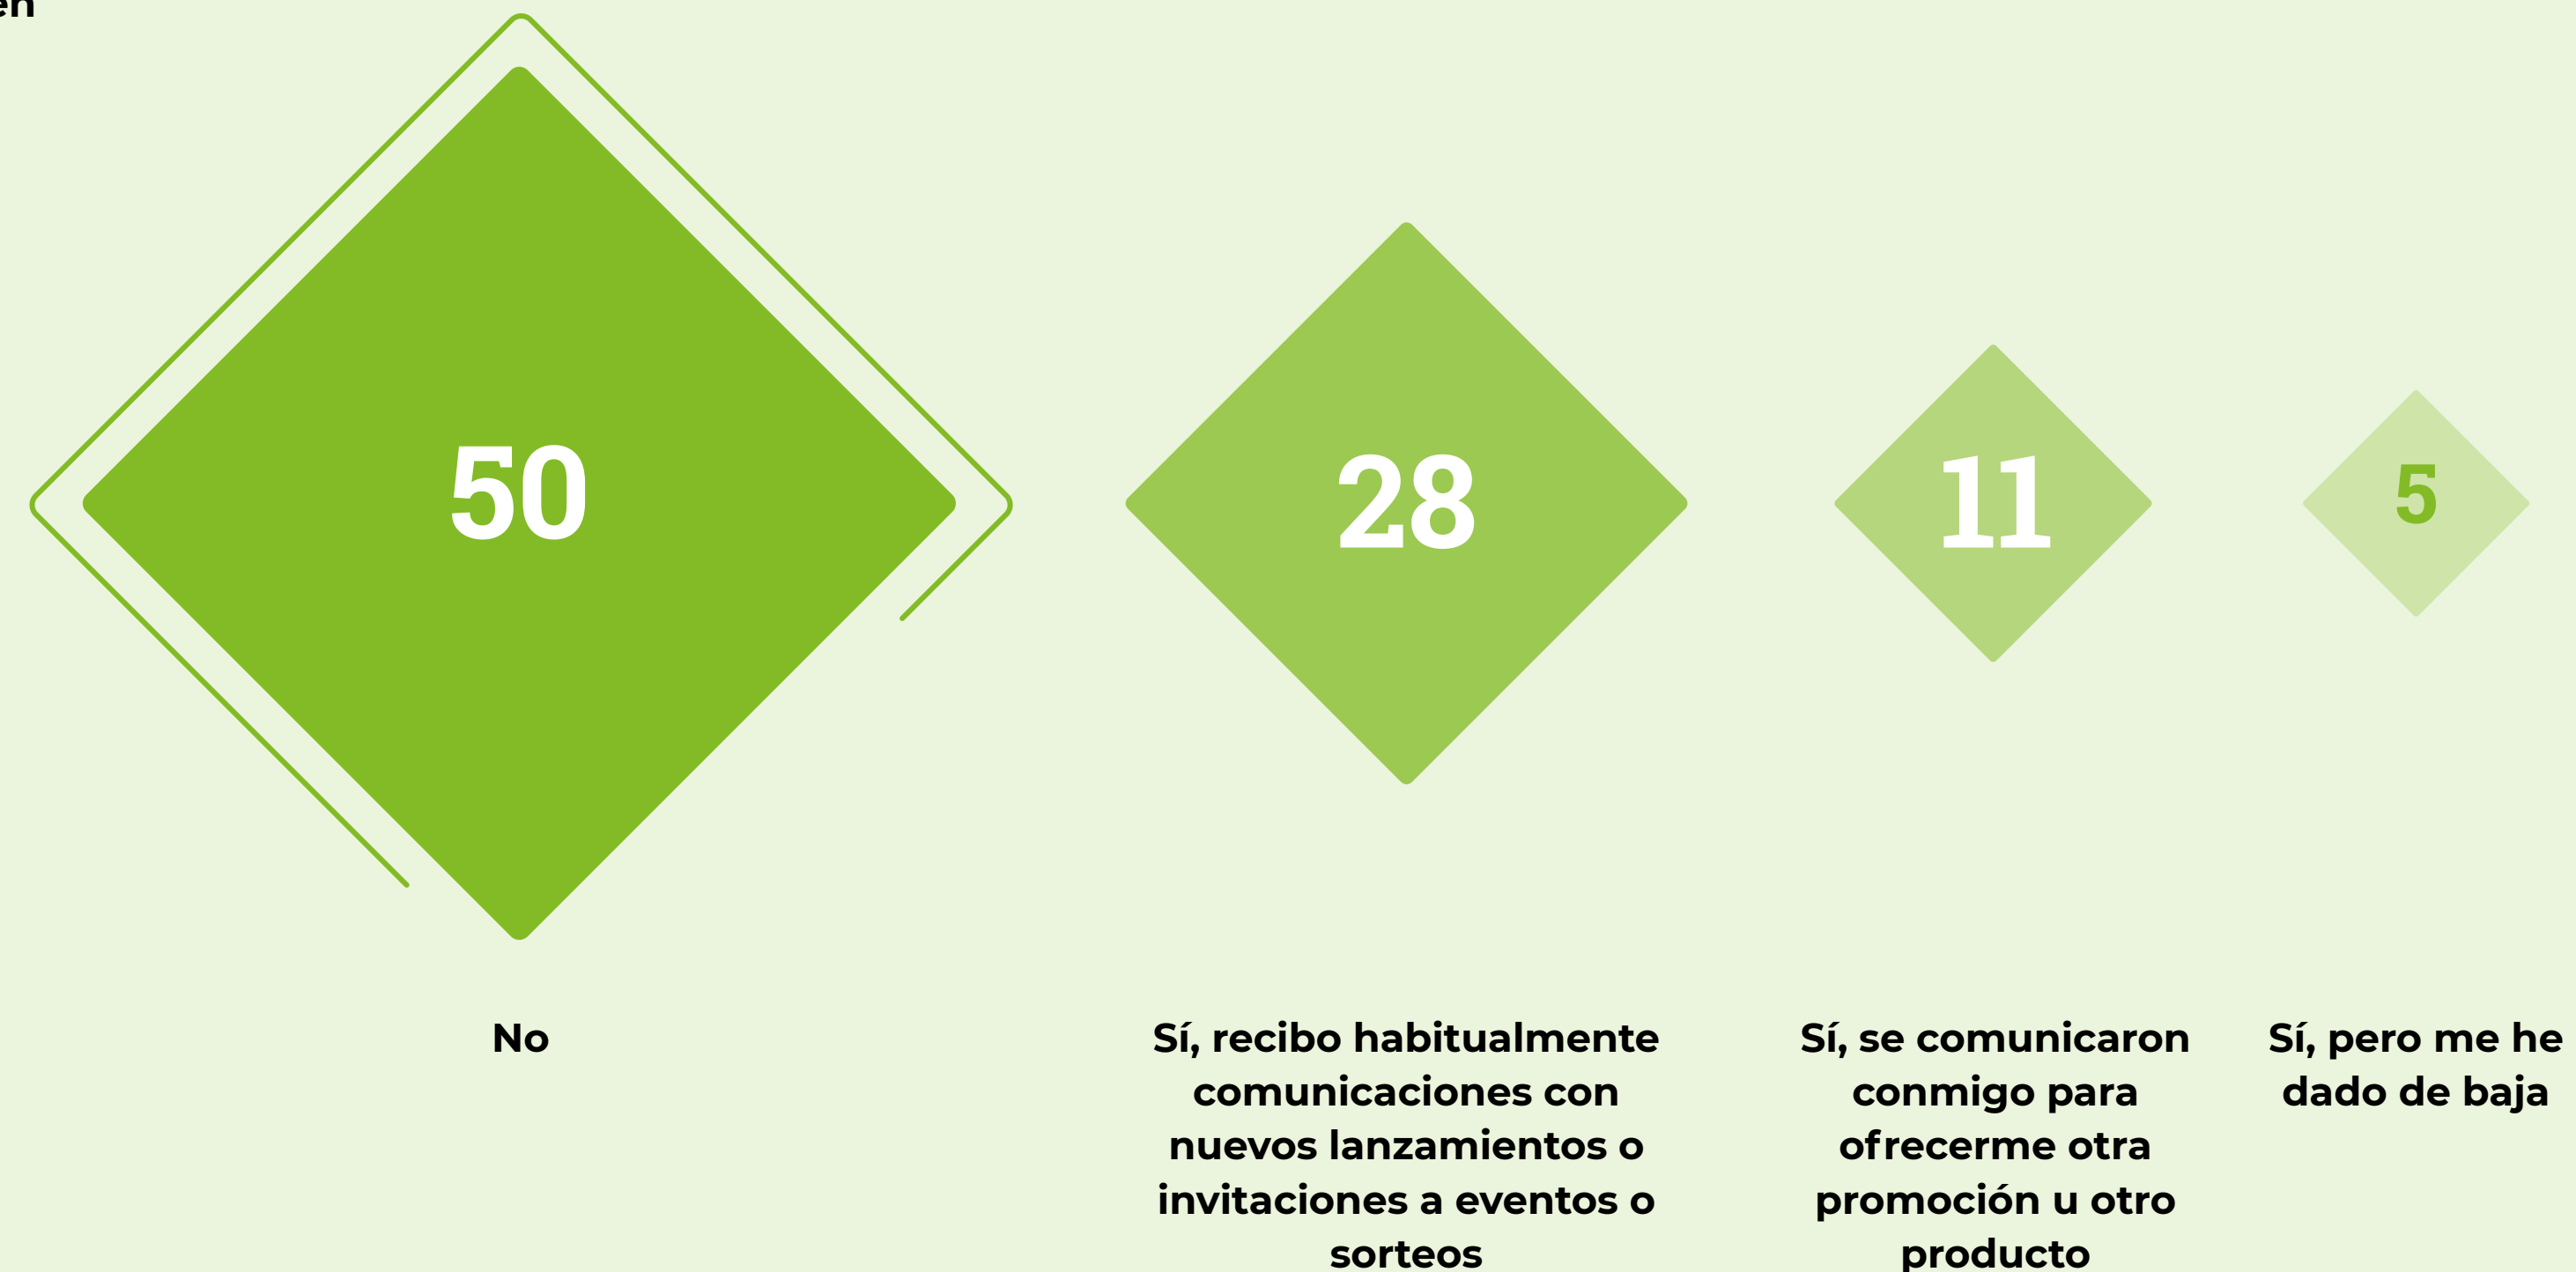 50
28
11
5
No
Sí, recibo habitualmente
comunicaciones con
nuevos lanzamientos o
invitaciones a eventos o
sorteos
Sí, se comunicaron
conmigo para
ofrecerme otra
promoción u otro
producto
Sí, pero me he
dado de baja